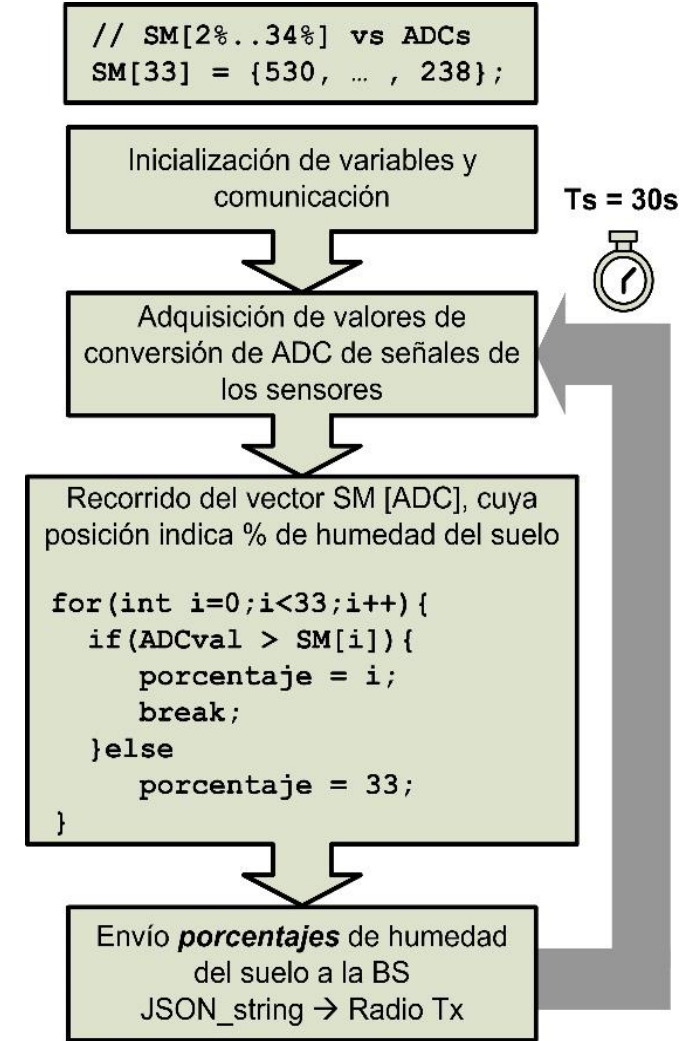 // SM[2%..34%] vs ADCs
SM[33] = {530, … , 238};
Inicialización de variables y
comunicación
Ts = 30s
Adquisición de valores de
conversión de ADC de señales de
los sensores
Recorrido del vector SM [ADC], cuya
posición indica % de humedad del suelo
for(int i=0;i<33;i++){
if(ADCval > SM[i]){
porcentaje = i;
break;
}else
porcentaje = 33;
}
Envío porcentajes de humedad
del suelo a la BS
JSON_string → Radio Tx